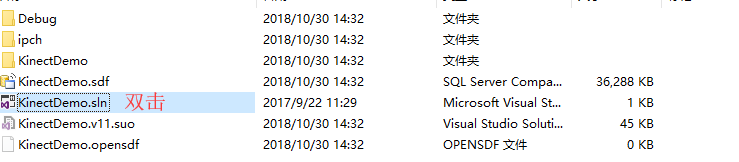 Debug 2018/10/30 14:32 文件夹
ipch 2018/10/30 14:32 文件夹
KinectDemo 2018/10/30 14:32 文件夹
KinectDemo.sdf 2018/10/30 14:32 SQL Server Compa... 36,288 KB
KinectDemo.sln 双击 2017/9/22 11:29 Microsoft Visual St... 1 KB
KinectDemo.v11.suo 2018/10/30 14:32 Visual Studio Soluti... 45 KB
KinectDemo.opensdf 2018/10/30 14:32 OPENSDF 文件 0 KB